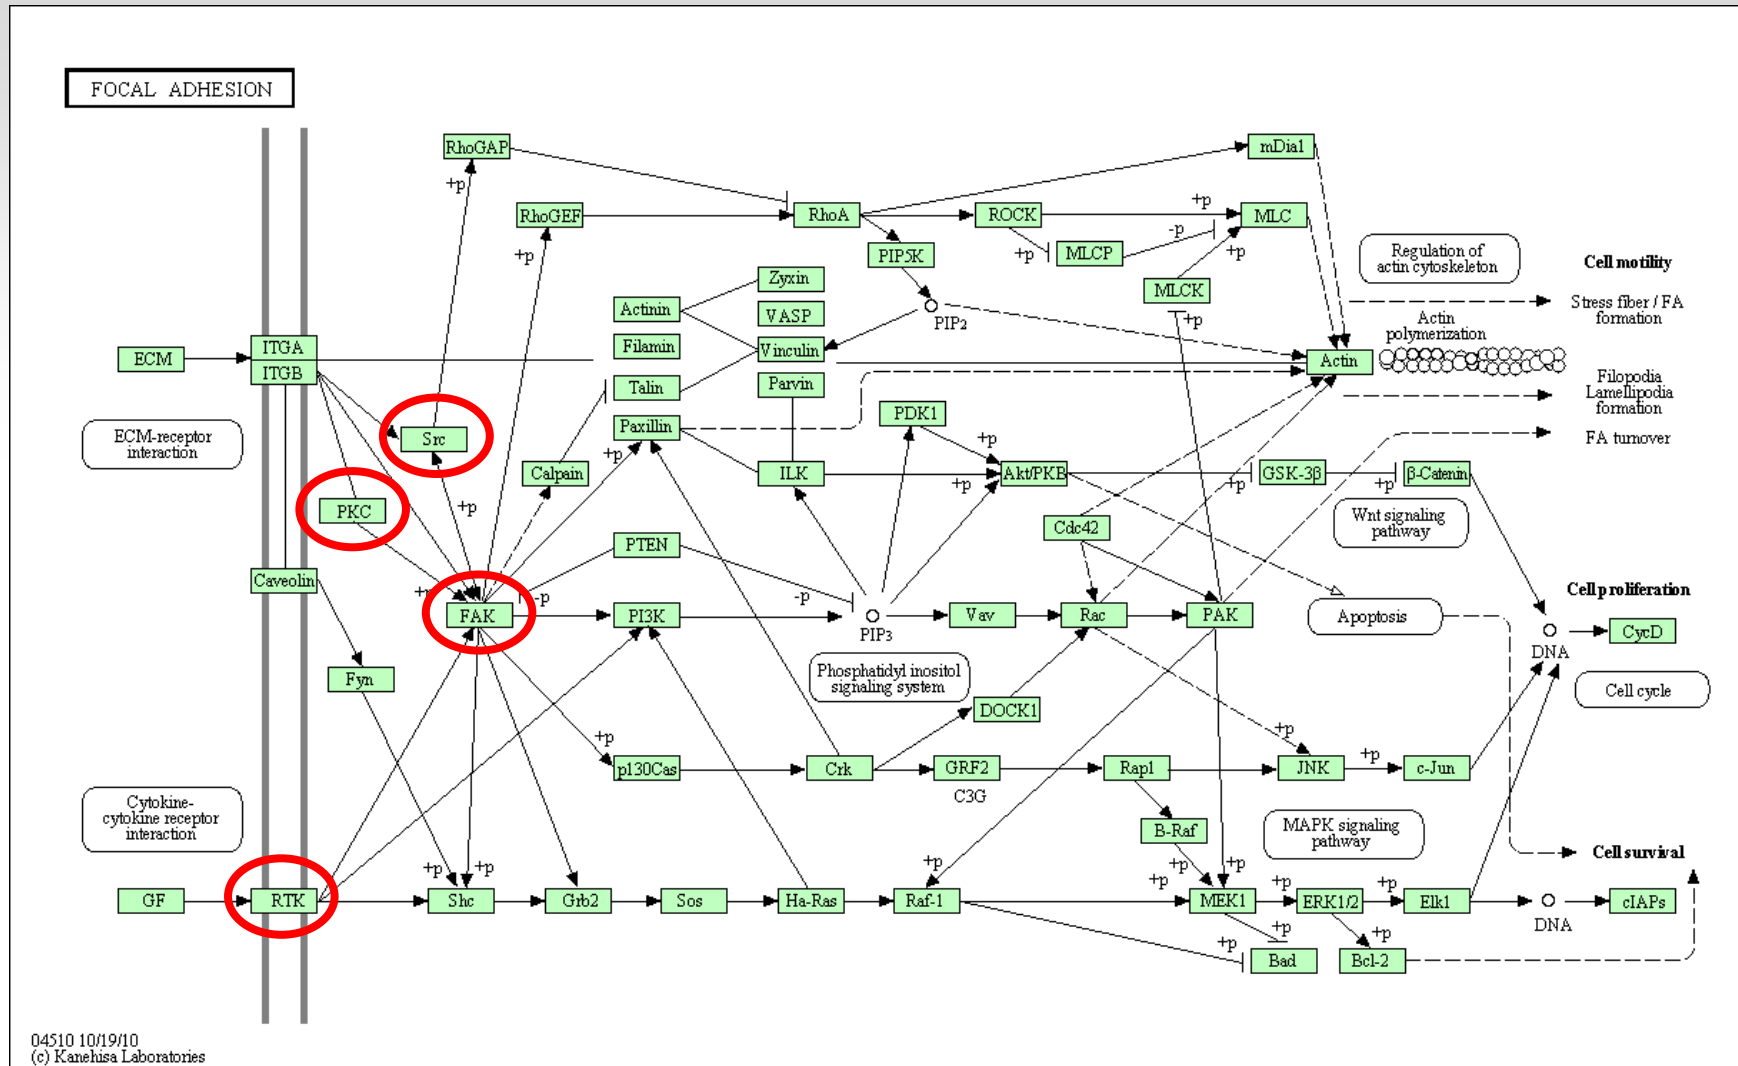 FOCAL ADHESION
RhoGAP
mDia1
+p
RhoGEF
RhoA
ROCK
+p
MLC
+p
-p
+p
MLCP
+p
PIP5K
Regulation of
actin cytoskeleton
Cell motility
Zyxin
MLCK
Actinin
VASP
PIP2
+p
Stress fiber / FA
formation
Actin
polymerization
ECM
ITGA
ITGB
Filamin
Vinculin
Actin
Talin
Parvin
Filopodia
Lamellipodia
formation
ECM-receptor
interaction
Src
Paxillin
PDK1
FA turnover
+p
+p
Calpain
ILK
Akt/PKB
GSK-3β
β-Catenin
+p
+p
+p
+p
PKC
Cdc42
Wnt signaling
pathway
PTEN
Caveolin
+p
-p
-p
Cell proliferation
FAK
PI3K
PIP3
Vav
Rac
PAK
Apoptosis
CycD
DNA
Fyn
Phosphatidyl inositol
signaling system
Cell cycle
DOCK1
+p
+p
+p
p130Cas
Crk
GRF2
Rap1
JNK
c-Jun
C3G
Cytokine-
cytokine receptor
interaction
B-Raf
MAPK signaling
pathway
Cell survival
+p
+p
+p
+p
+p
+p
+p
+p
GF
RTK
Shc
Grb2
Sos
Ha-Ras
Raf-1
MEK1
ERK1/2
Elk1
cIAPs
DNA
+p
+p
+p
Bad
Bcl-2
04510 10/19/10
(c) Kanehisa Laboratories